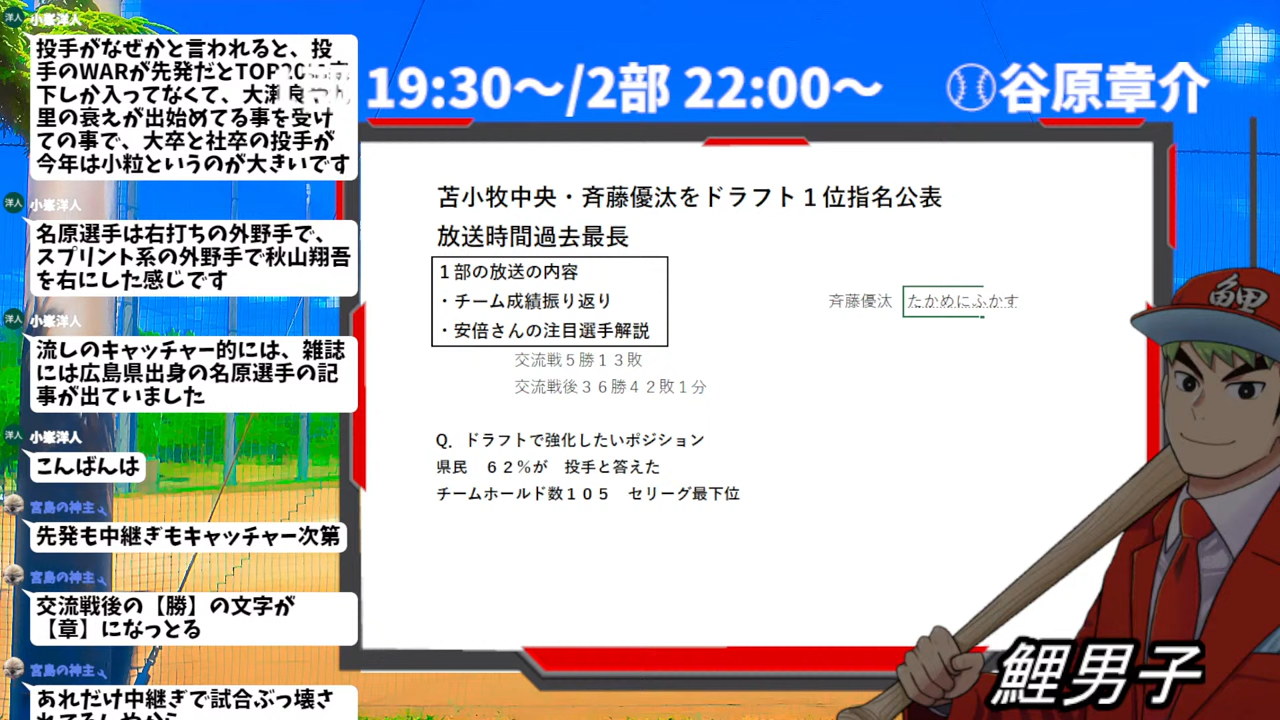 洋人 小峯洋人
投手がなぜかと言われると、投
手のWARが先発だとTOP20
下しか入ってなくて、大瀬良
里の衰えが出始めてる事を受け
ての事で、大卒と社卒の投手が
今年は小粒というのが大きいです
洋人 小峯洋人
名原選手は右打ちの外野手で、
スプリント系の外野手で秋山翔吾
を右にした感じです
洋人 小峯洋人
流しのキャッチャー的には、雑誌
には広島県出身の名原選手の記
事が出ていました
洋人 小峯洋人
こんばんは
宮島の神主
先発も中継ぎもキャッチャー次第
宮島の神主
交流戦後の【勝】の文字が
【章】になっとる
宮島の神主
あれだけ中継ぎで試合ぶっ壊さ
19:30～/2部 22:00～ 谷原章介
苫小牧中央・斉藤優汰をドラフト１位指名公表
放送時間過去最長
１部の放送の内容
・チーム成績振り返り
・安倍さんの注目選手解説
交流戦５勝１３敗
交流戦後３６勝４２敗１分
斉藤優汰 たかめにふかす
Q．ドラフトで強化したいポジション
県民 ６２％が 投手と答えた
チームホールド数１０５ セリーグ最下位
鯉
鯉男子